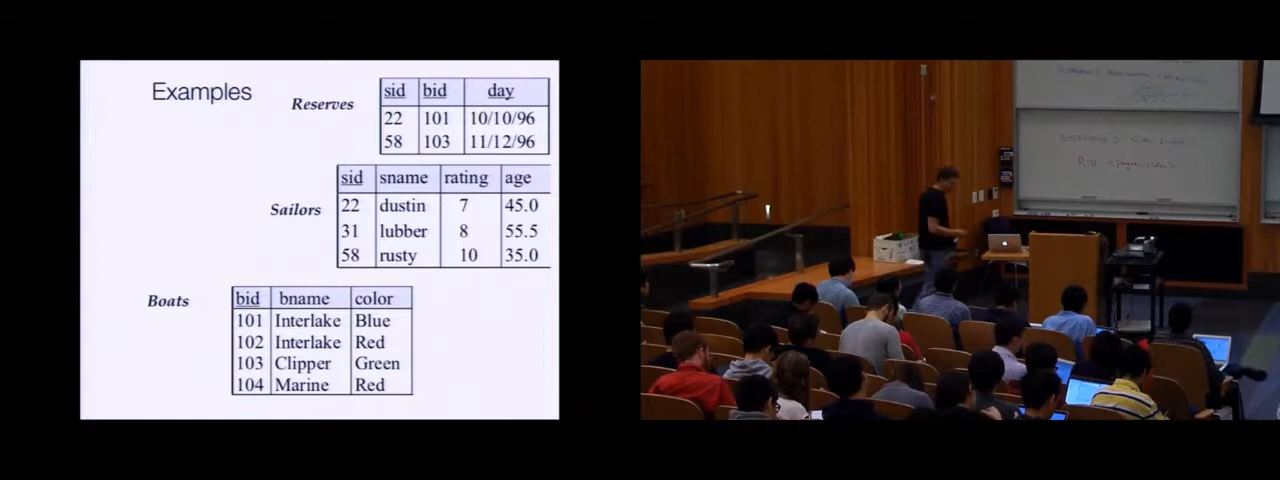 Examples
Reserves
sid bid day
22 101 10/10/96
58 103 11/12/96
Sailors
sid sname rating age
22 dustin 7 45.0
31 lubber 8 55.5
58 rusty 10 35.0
Boats
bid bname color
101 Interlake Blue
102 Interlake Red
103 Clipper Green
104 Marine Red